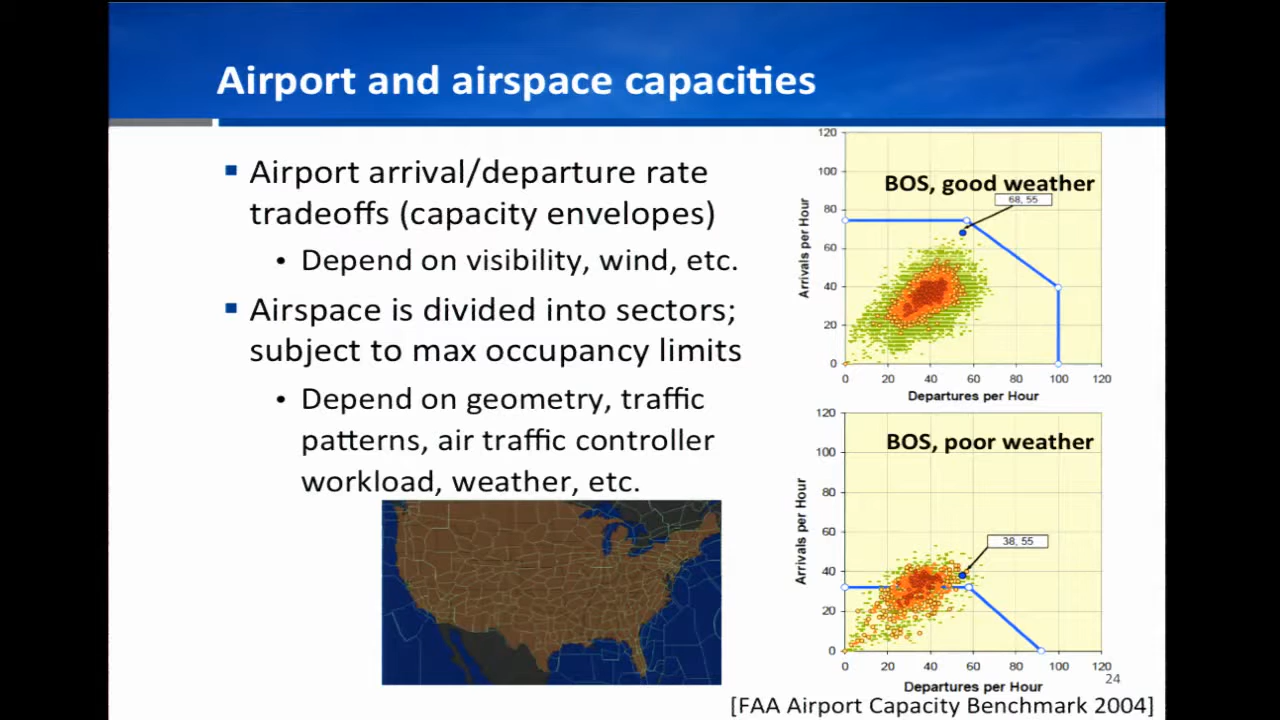 Airport and airspace capacities
▪ Airport arrival/departure rate
tradeoffs (capacity envelopes)
• Depend on visibility, wind, etc.
▪ Airspace is divided into sectors;
subject to max occupancy limits
• Depend on geometry, traffic
patterns, air traffic controller
workload, weather, etc.
BOS, good weather
68, 55
Arrivals per Hour
120
100
80
60
40
20
0
0 20 40 60 80 100 120
Departures per Hour
BOS, poor weather
38, 55
Arrivals per Hour
120
100
80
60
40
20
0
0 20 40 60 80 100 120
Departures per Hour
24
[FAA Airport Capacity Benchmark 2004]